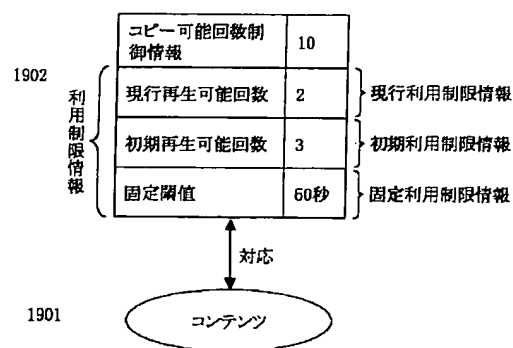 コピー可能回数制
御情報
10
1902
利用制限情報
現行再生可能回数
2
現行利用制限情報
初期再生可能回数
3
初期利用制限情報
固定閾値
60秒
固定利用制限情報
対応
1901
コンテンツ